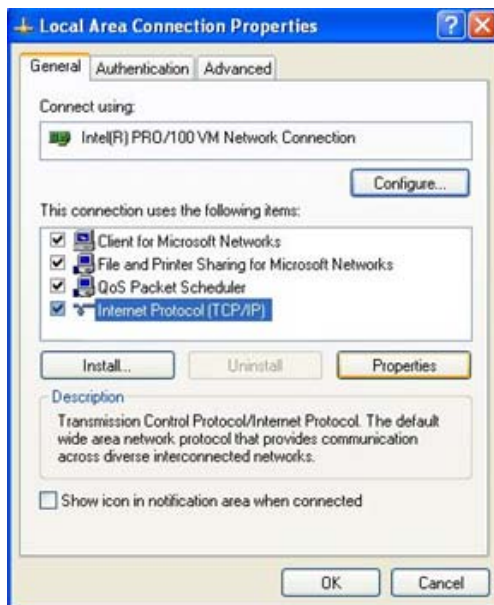 Local Area Connection Properties
General Authentication Advanced
Connect using:
Intel(R) PRO/100 VM Network Connection
Configure...
This connection uses the following items:
Client for Microsoft Networks
File and Printer Sharing for Microsoft Networks
QoS Packet Scheduler
Internet Protocol (TCP/IP)
Install... Uninstall Properties
Description
Transmission Control Protocol/Internet Protocol. The default
wide area network protocol that provides communication
across diverse interconnected networks.
Show icon in notification area when connected
OK Cancel